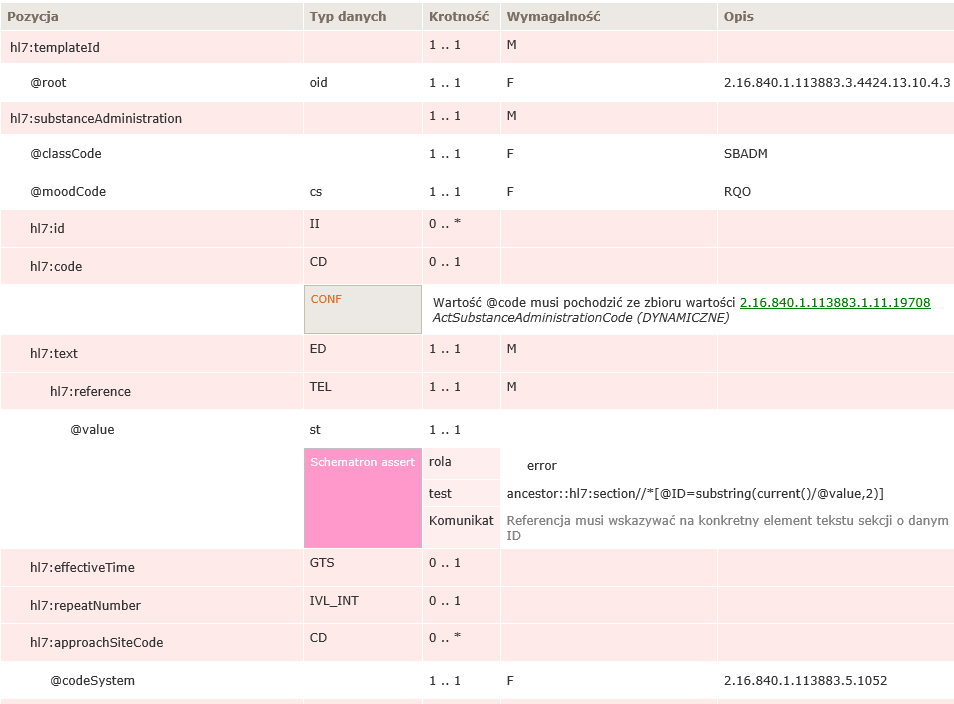 Pozycja Typ danych Krotność Wymagalność Opis
hl7:templateId 1 .. 1 M
@root oid 1 .. 1 F 2.16.840.1.113883.3.4424.13.10.4.3
hl7:substanceAdministration 1 .. 1 M
@classCode 1 .. 1 F SBADM
@moodCode cs 1 .. 1 F RQO
hl7:id II 0 .. *
hl7:code CD 0 .. 1
CONF Wartość @code musi pochodzić ze zbioru wartości 2.16.840.1.113883.1.11.19708
ActSubstanceAdministrationCode (DYNAMICZNE)
hl7:text ED 1 .. 1 M
hl7:reference TEL 1 .. 1 M
@value st 1 .. 1
Schematron assert rola error
test ancestor::hl7:section//*[@ID=substring(current()/@value,2)]
Komunikat Referencja musi wskazywać na konkretny element tekstu sekcji o danym
ID
hl7:effectiveTime GTS 0 .. 1
hl7:repeatNumber IVL_INT 0 .. 1
hl7:approachSiteCode CD 0 .. *
@codeSystem 1 .. 1 F 2.16.840.1.113883.5.1052